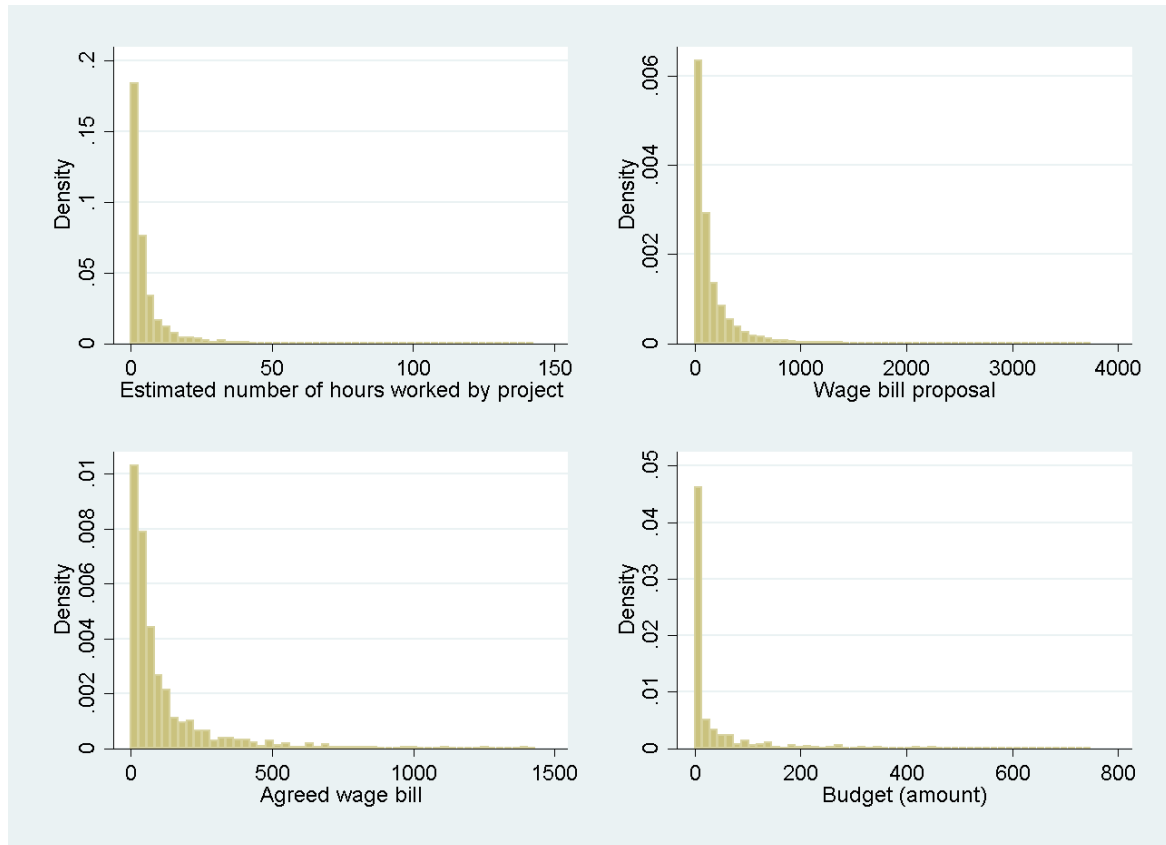 Density
.2
.15
.1
.05
0
0 50 100 150
Estimated number of hours worked by project
Density
.006
.004
.002
0
0 1000 2000 3000 4000
Wage bill proposal
Density
.01
.008
.006
.004
.002
0
0 500 1000 1500
Agreed wage bill
Density
.05
.04
.03
.02
.01
0
0 200 400 600 800
Budget (amount)